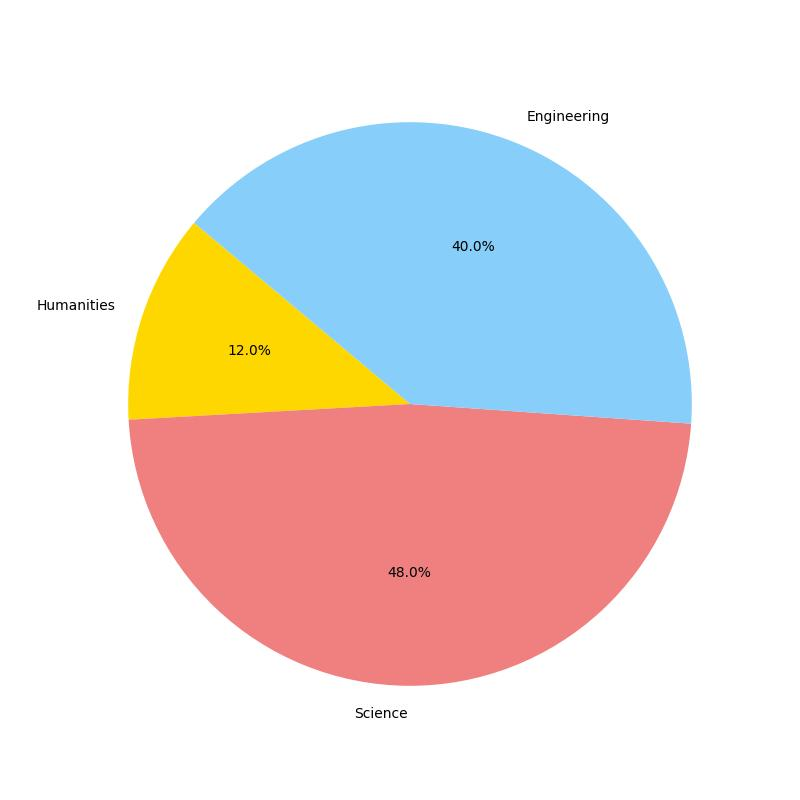 Engineering
40.0%
Humanities
12.0%
48.0%
Science